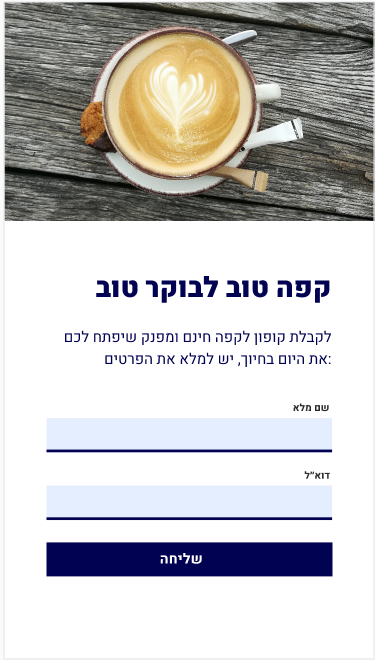 קפה טוב לבוקר טוב
לקבלת קופון לקפה חינם ומפנק שיפתח לכם
את היום בחיוך, יש למלא את הפרטים:
שם מלא
דוא״ל
שליחה